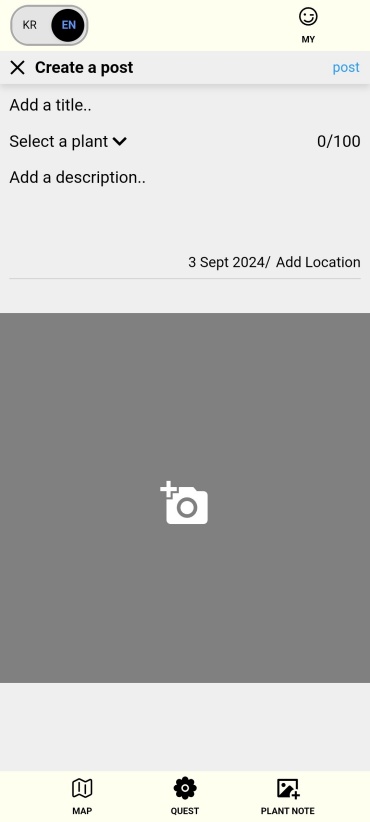 KR EN
MY
Create a post
post
Add a title..
Select a plant
0/100
Add a description..
3 Sept 2024/ Add Location
MAP
QUEST
PLANT NOTE